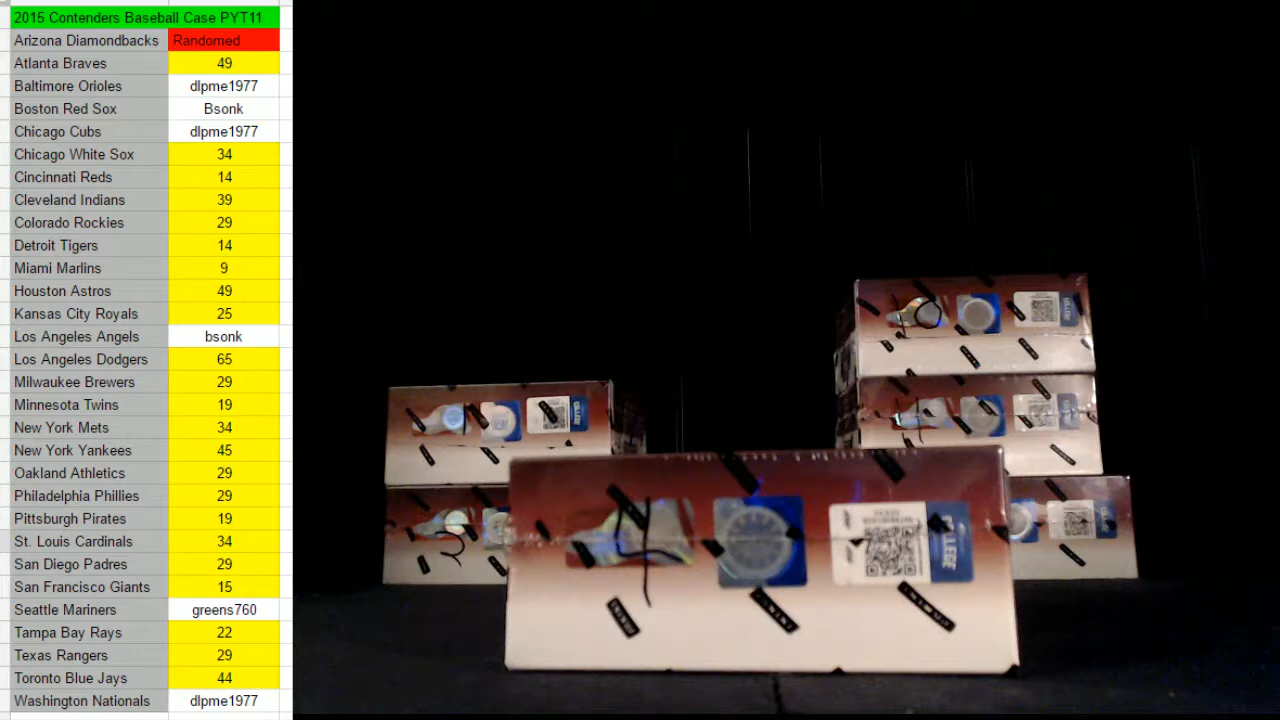 2015 Contenders Baseball Case PYT11
Arizona Diamondbacks Randomed
Atlanta Braves 49
Baltimore Orioles dlpme1977
Boston Red Sox Bsonk
Chicago Cubs dlpme1977
Chicago White Sox 34
Cincinnati Reds 14
Cleveland Indians 39
Colorado Rockies 29
Detroit Tigers 14
Miami Marlins 9
Houston Astros 49
Kansas City Royals 25
Los Angeles Angels bsonk
Los Angeles Dodgers 65
Milwaukee Brewers 29
Minnesota Twins 19
New York Mets 34
New York Yankees 45
Oakland Athletics 29
Philadelphia Phillies 29
Pittsburgh Pirates 19
St. Louis Cardinals 34
San Diego Padres 29
San Francisco Giants 15
Seattle Mariners greens760
Tampa Bay Rays 22
Texas Rangers 29
Toronto Blue Jays 44
Washington Nationals dlpme1977
COLLEGE